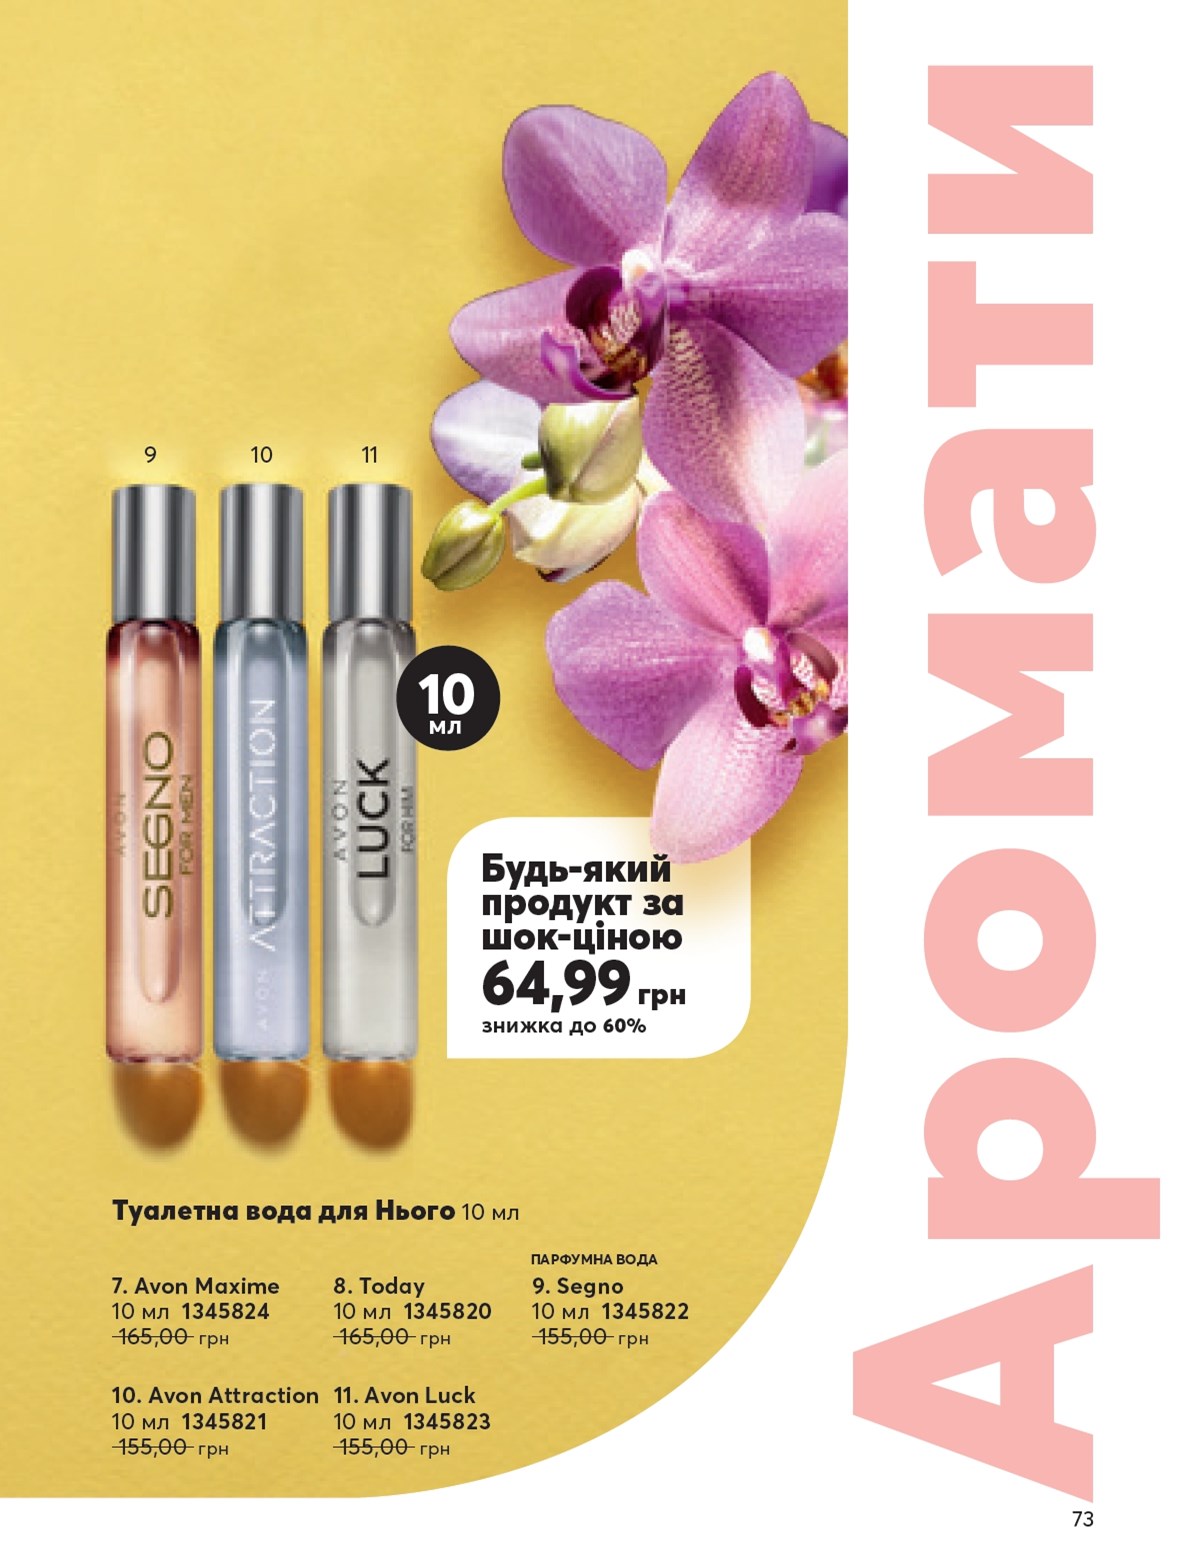 Аромати
9
10
11
AVON
SEGNO
FOR MEN
AVON ATTRACTION
AVON
LUCK
FOR HIM
10
мл
Будь-який
продукт за
шок-ціною
64,99 грн
знижка до 60%
Туалетна вода для Нього 10 мл
7. Avon Maxime
10 мл 1345824
165,00 грн
8. Today
10 мл 1345820
165,00 грн
ПАРФУМНА ВОДА
9. Segno
10 мл 1345822
155,00 грн
10. Avon Attraction
10 мл 1345821
155,00 грн
11. Avon Luck
10 мл 1345823
155,00 грн
73